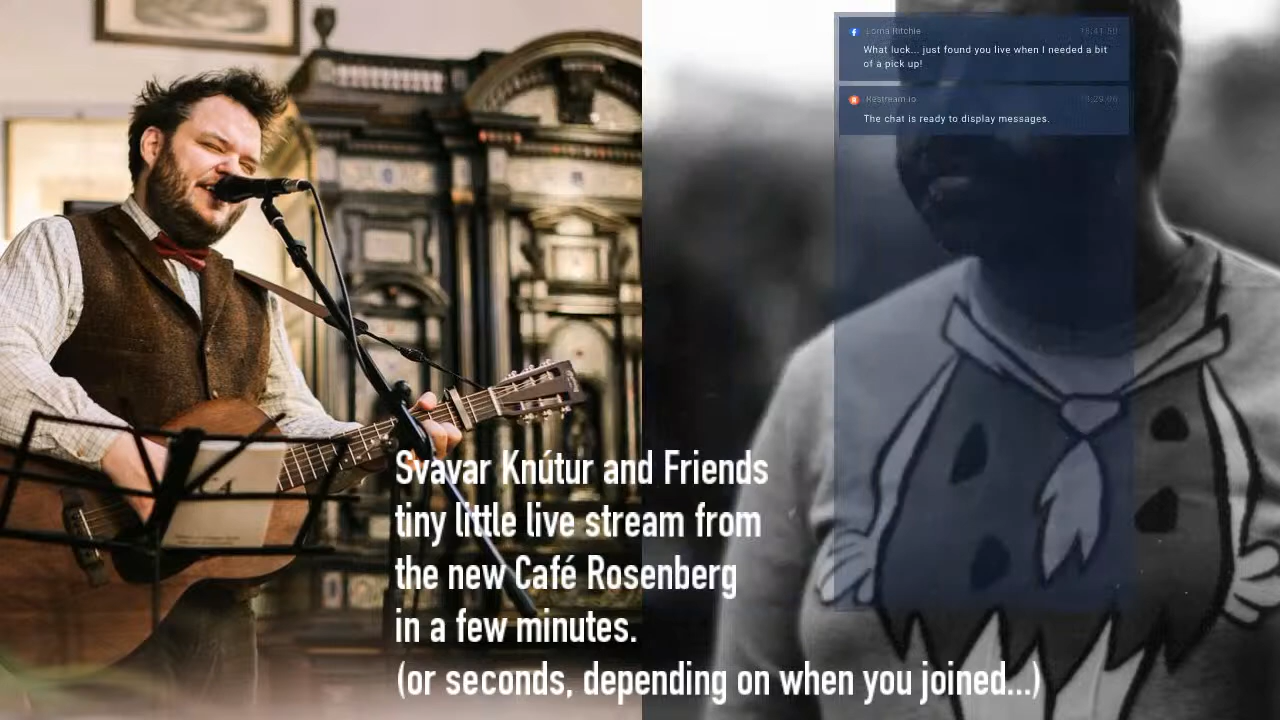 Lorna Ritchie
What luck... just found you live when I needed a bit
of a pick up!
Restream.io
The chat is ready to display messages.
Svavar Knútur and Friends
tiny little live stream from
the new Café Rosenberg
in a few minutes.
(or seconds, depending on when you joined...)